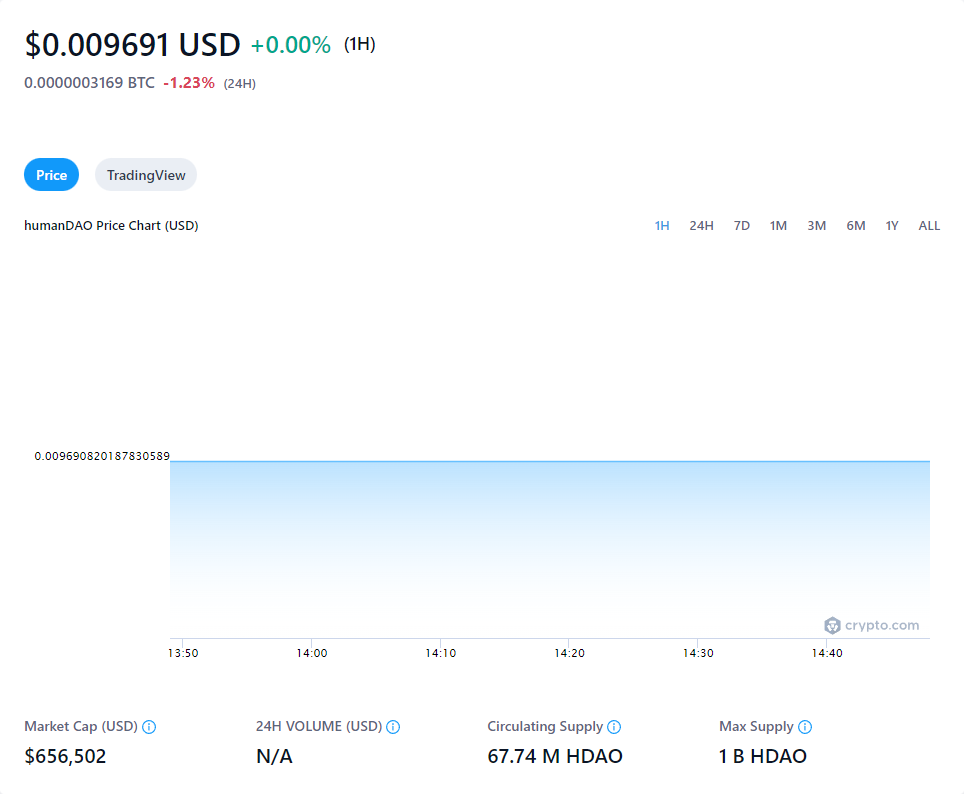 $0.009691 USD +0.00% (1H)
0.0000003169 BTC -1.23% (24H)
Price TradingView
humanDAO Price Chart (USD) 1H 24H 7D 1M 3M 6M 1Y ALL
0.009690820187830589
crypto.com
13:50 14:00 14:10 14:20 14:30 14:40
Market Cap (USD) 24H VOLUME (USD) Circulating Supply Max Supply
$656,502 N/A 67.74 M HDAO 1 B HDAO